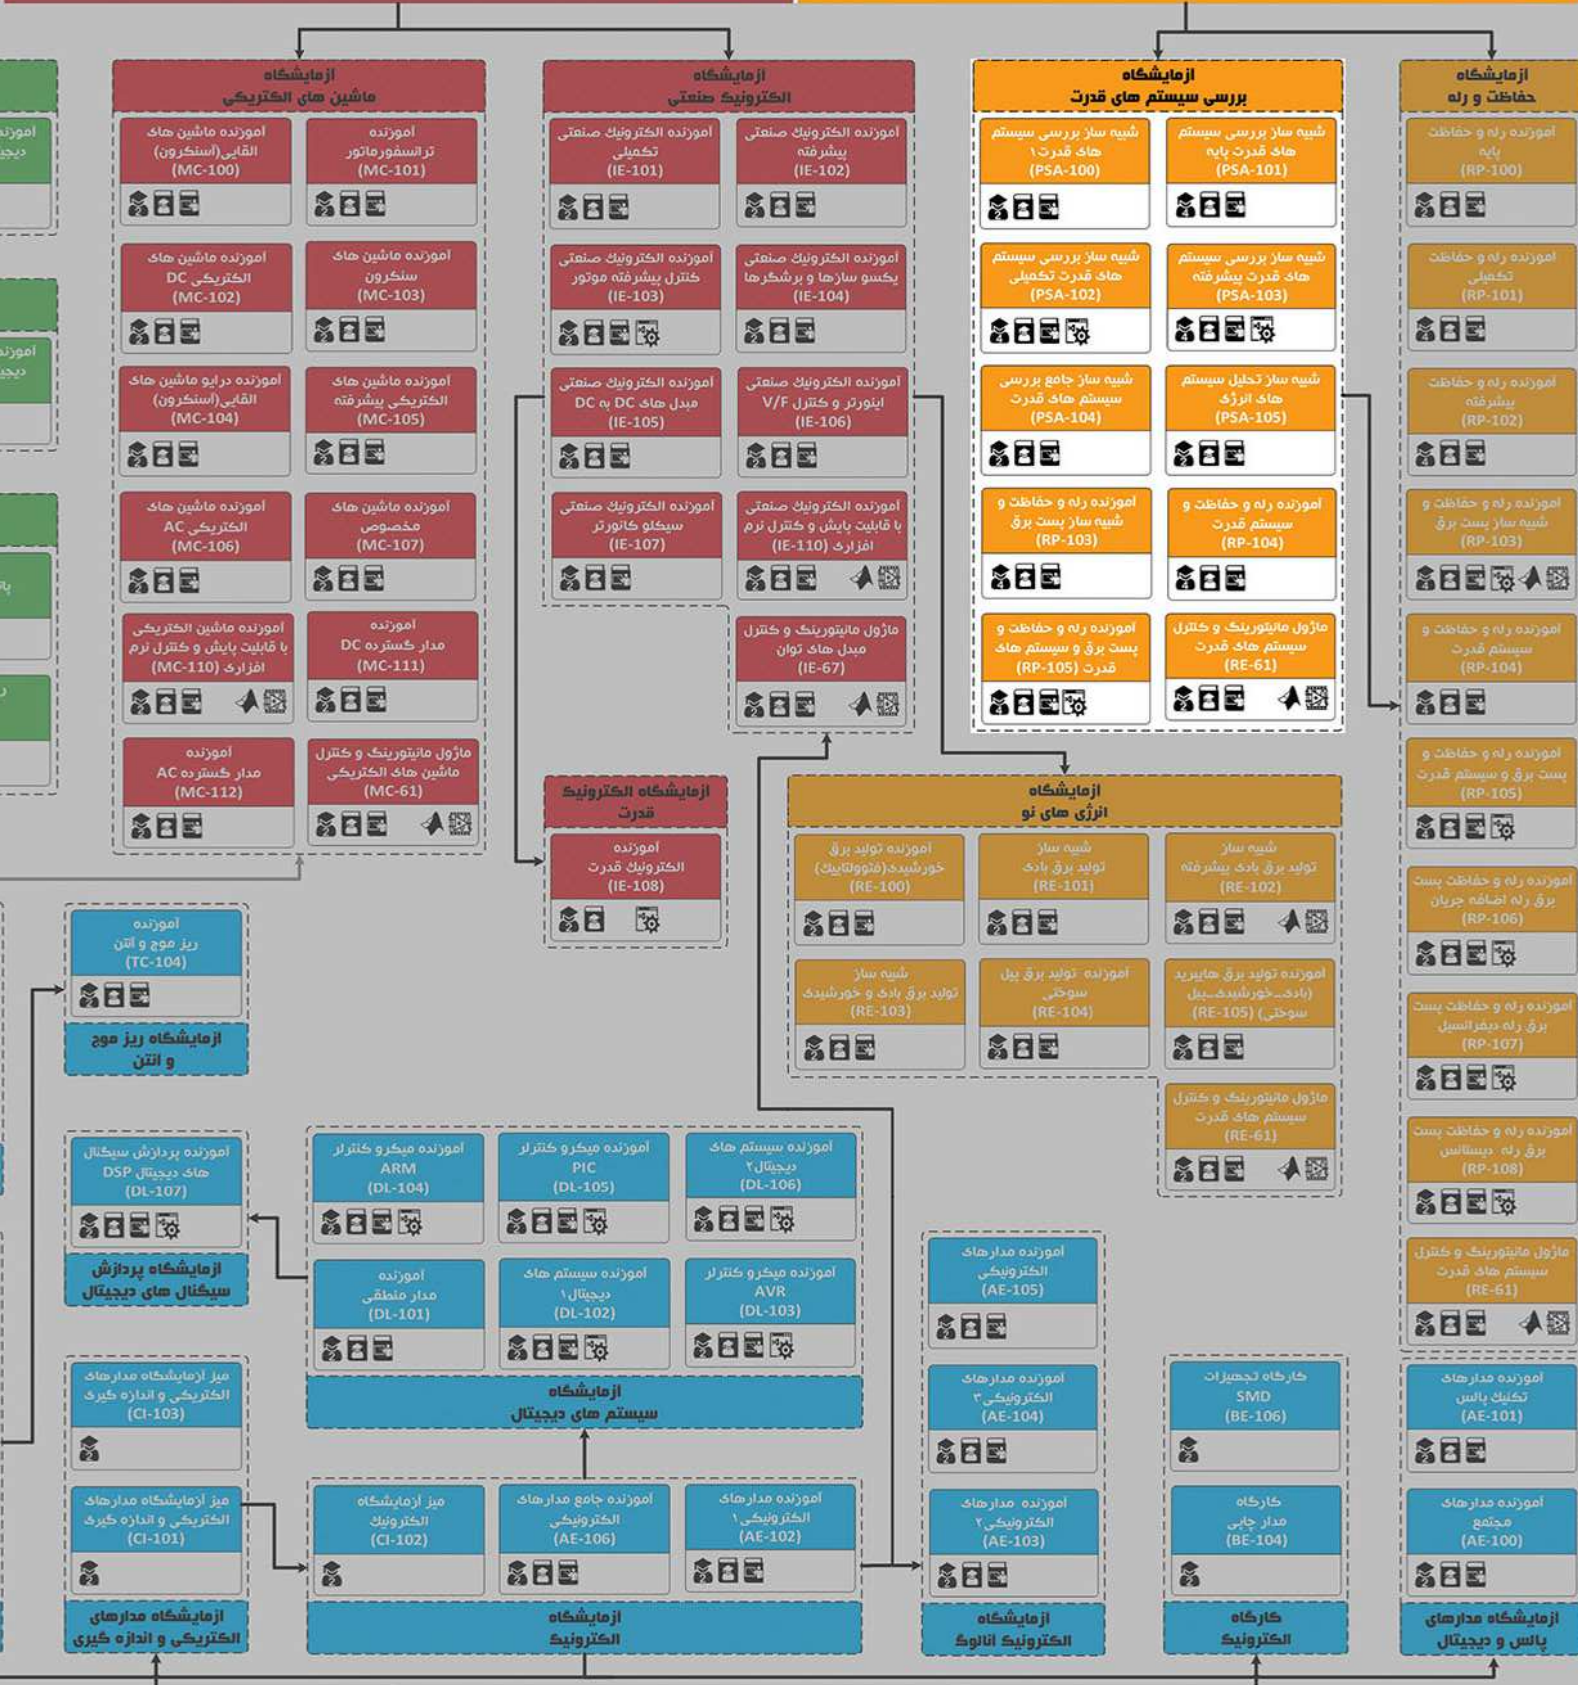 آزمایشگاه
ماشین های الکتریکی
آموزنده
ترانسفورماتور
(MC-101)
آموزنده ماشین های
القایی(آسنکرون)
(MC-100)
آموزنده ماشین های
سنکرون
(MC-103)
آموزنده ماشین های
الکتریکی DC
(MC-102)
آموزنده ماشین های
الکتریکی پیشرفته
(MC-105)
آموزنده درایو ماشین های
القایی(آسنکرون)
(MC-104)
آموزنده ماشین های
مخصوص
(MC-107)
آموزنده ماشین های
الکتریکی AC
(MC-106)
آموزنده
مدار گسترده DC
(MC-111)
آموزنده ماشین الکتریکی
با قابلیت پایش و کنترل نرم
افزاری (MC-110)
ماژول مانیتورینگ و کنترل
ماشین های الکتریکی
(MC-61)
آموزنده
مدار گسترده AC
(MC-112)
آزمایشگاه
الکترونیک صنعتی
آموزنده الکترونیک صنعتی
پیشرفته
(IE-102)
آموزنده الکترونیک صنعتی
تکمیلی
(IE-101)
آموزنده الکترونیک صنعتی
یکسو سازها و برشگرها
(IE-104)
آموزنده الکترونیک صنعتی
کنترل پیشرفته موتور
(IE-103)
آموزنده الکترونیک صنعتی
اینورتر و کنترل V/F
(IE-106)
آموزنده الکترونیک صنعتی
مبدل های DC به DC
(IE-105)
آموزنده الکترونیک صنعتی
با قابلیت پایش و کنترل نرم
افزاری (IE-110)
آموزنده الکترونیک صنعتی
سیکلو کانورتر
(IE-107)
ماژول مانیتورینگ و کنترل
مبدل های توان
(IE-67)
آزمایشگاه الکترونیک
قدرت
آموزنده
الکترونیک قدرت
(IE-108)
آزمایشگاه
بررسی سیستم های قدرت
شبیه ساز بررسی سیستم
های قدرت پایه
(PSA-101)
شبیه ساز بررسی سیستم
های قدرت ۱
(PSA-100)
شبیه ساز بررسی سیستم
های قدرت پیشرفته
(PSA-103)
شبیه ساز بررسی سیستم
های قدرت تکمیلی
(PSA-102)
شبیه ساز تحلیل سیستم
های انرژی
(PSA-105)
شبیه ساز جامع بررسی
سیستم های قدرت
(PSA-104)
آموزنده رله و حفاظت و
سیستم قدرت
(RP-104)
آموزنده رله و حفاظت و
شبیه ساز پست برق
(RP-103)
ماژول مانیتورینگ و کنترل
سیستم های قدرت
(RE-61)
آموزنده رله و حفاظت و
پست برق و سیستم های
قدرت (RP-105)
آزمایشگاه
حفاظت و رله
آموزنده رله و حفاظت
پایه
(RP-100)
آموزنده رله و حفاظت
تکمیلی
(RP-101)
آموزنده رله و حفاظت
پیشرفته
(RP-102)
آموزنده رله و حفاظت و
شبیه ساز پست برق
(RP-103)
آموزنده رله و حفاظت و
سیستم قدرت
(RP-104)
آموزنده رله و حفاظت و
پست برق و سیستم قدرت
(RP-105)
آموزنده رله و حفاظت پست
برق رله اضافه جریان
(RP-106)
آموزنده رله و حفاظت پست
برق رله دیفرانسیل
(RP-107)
آموزنده رله و حفاظت پست
برق رله دیستانس
(RP-108)
ماژول مانیتورینگ و کنترل
سیستم های قدرت
(RE-61)
آزمایشگاه
انرژی های نو
شبیه ساز
تولید برق بادی پیشرفته
(RE-102)
شبیه ساز
تولید برق بادی
(RE-101)
آموزنده تولید برق
خورشیدی(فتوولتاییک)
(RE-100)
آموزنده تولید برق هایبرید
(بادی_خورشیدی_پیل
سوختی) (RE-105)
آموزنده تولید برق پیل
سوختی
(RE-104)
شبیه ساز
تولید برق بادی و خورشیدی
(RE-103)
ماژول مانیتورینگ و کنترل
سیستم های قدرت
(RE-61)
آموزنده
ریز موج و آنتن
(TC-104)
آزمایشگاه ریز موج
و آنتن
آموزنده پردازش سیگنال
های دیجیتال DSP
(DL-107)
آزمایشگاه پردازش
سیگنال های دیجیتال
آموزنده سیستم های
دیجیتال۲
(DL-106)
آموزنده میکرو کنترلر
PIC
(DL-105)
آموزنده میکرو کنترلر
ARM
(DL-104)
آموزنده میکرو کنترلر
AVR
(DL-103)
آموزنده سیستم های
دیجیتال۱
(DL-102)
آموزنده
مدار منطقی
(DL-101)
آزمایشگاه
سیستم های دیجیتال
میز آزمایشگاه مدارهای
الکتریکی و اندازه گیری
(CI-103)
میز آزمایشگاه مدارهای
الکتریکی و اندازه گیری
(CI-101)
آزمایشگاه مدارهای
الکتریکی و اندازه گیری
آموزنده مدارهای
الکترونیکی۱
(AE-102)
آموزنده جامع مدارهای
الکترونیکی
(AE-106)
میز آزمایشگاه
الکترونیک
(CI-102)
آزمایشگاه
الکترونیک
آموزنده مدارهای
الکترونیکی
(AE-105)
آموزنده مدارهای
الکترونیکی ۳
(AE-104)
آموزنده مدارهای
الکترونیکی۲
(AE-103)
آزمایشگاه
الکترونیک آنالوگ
کارگاه تجهیزات
SMD
(BE-106)
کارگاه
مدار چاپی
(BE-104)
کارگاه
الکترونیک
آموزنده مدارهای
تکنیک پالس
(AE-101)
آموزنده مدارهای
مجتمع
(AE-100)
آزمایشگاه مدارهای
پالس و دیجیتال